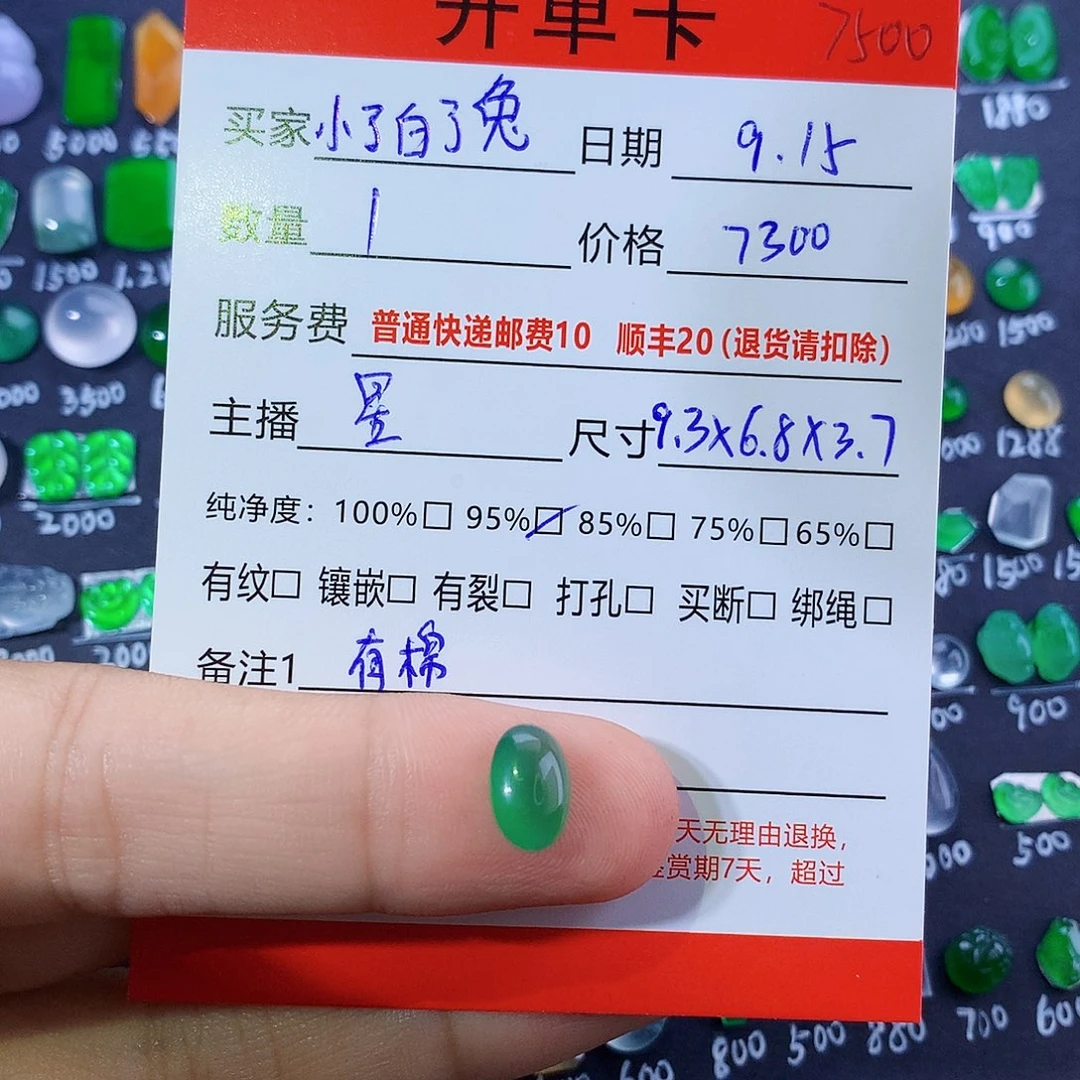 开单卡 7500
买家 小了白了兔 日期 9.15
数量 1 价格 7300
服务费 普通快递邮费10 顺丰20(退货请扣除)
主播 星 尺寸 9.3X6.8X3.7
纯净度: 100%□ 95%☑ 85%□ 75%□ 65%□
有纹□ 镶嵌□ 有裂□ 打孔□ 买断□ 绑绳□
备注1 有棉
天无理由退换,
赏期7天, 超过
5000
1500
3500
2000
1880
900
1500
1288
1500
900
500
700
600
800 500 880
600